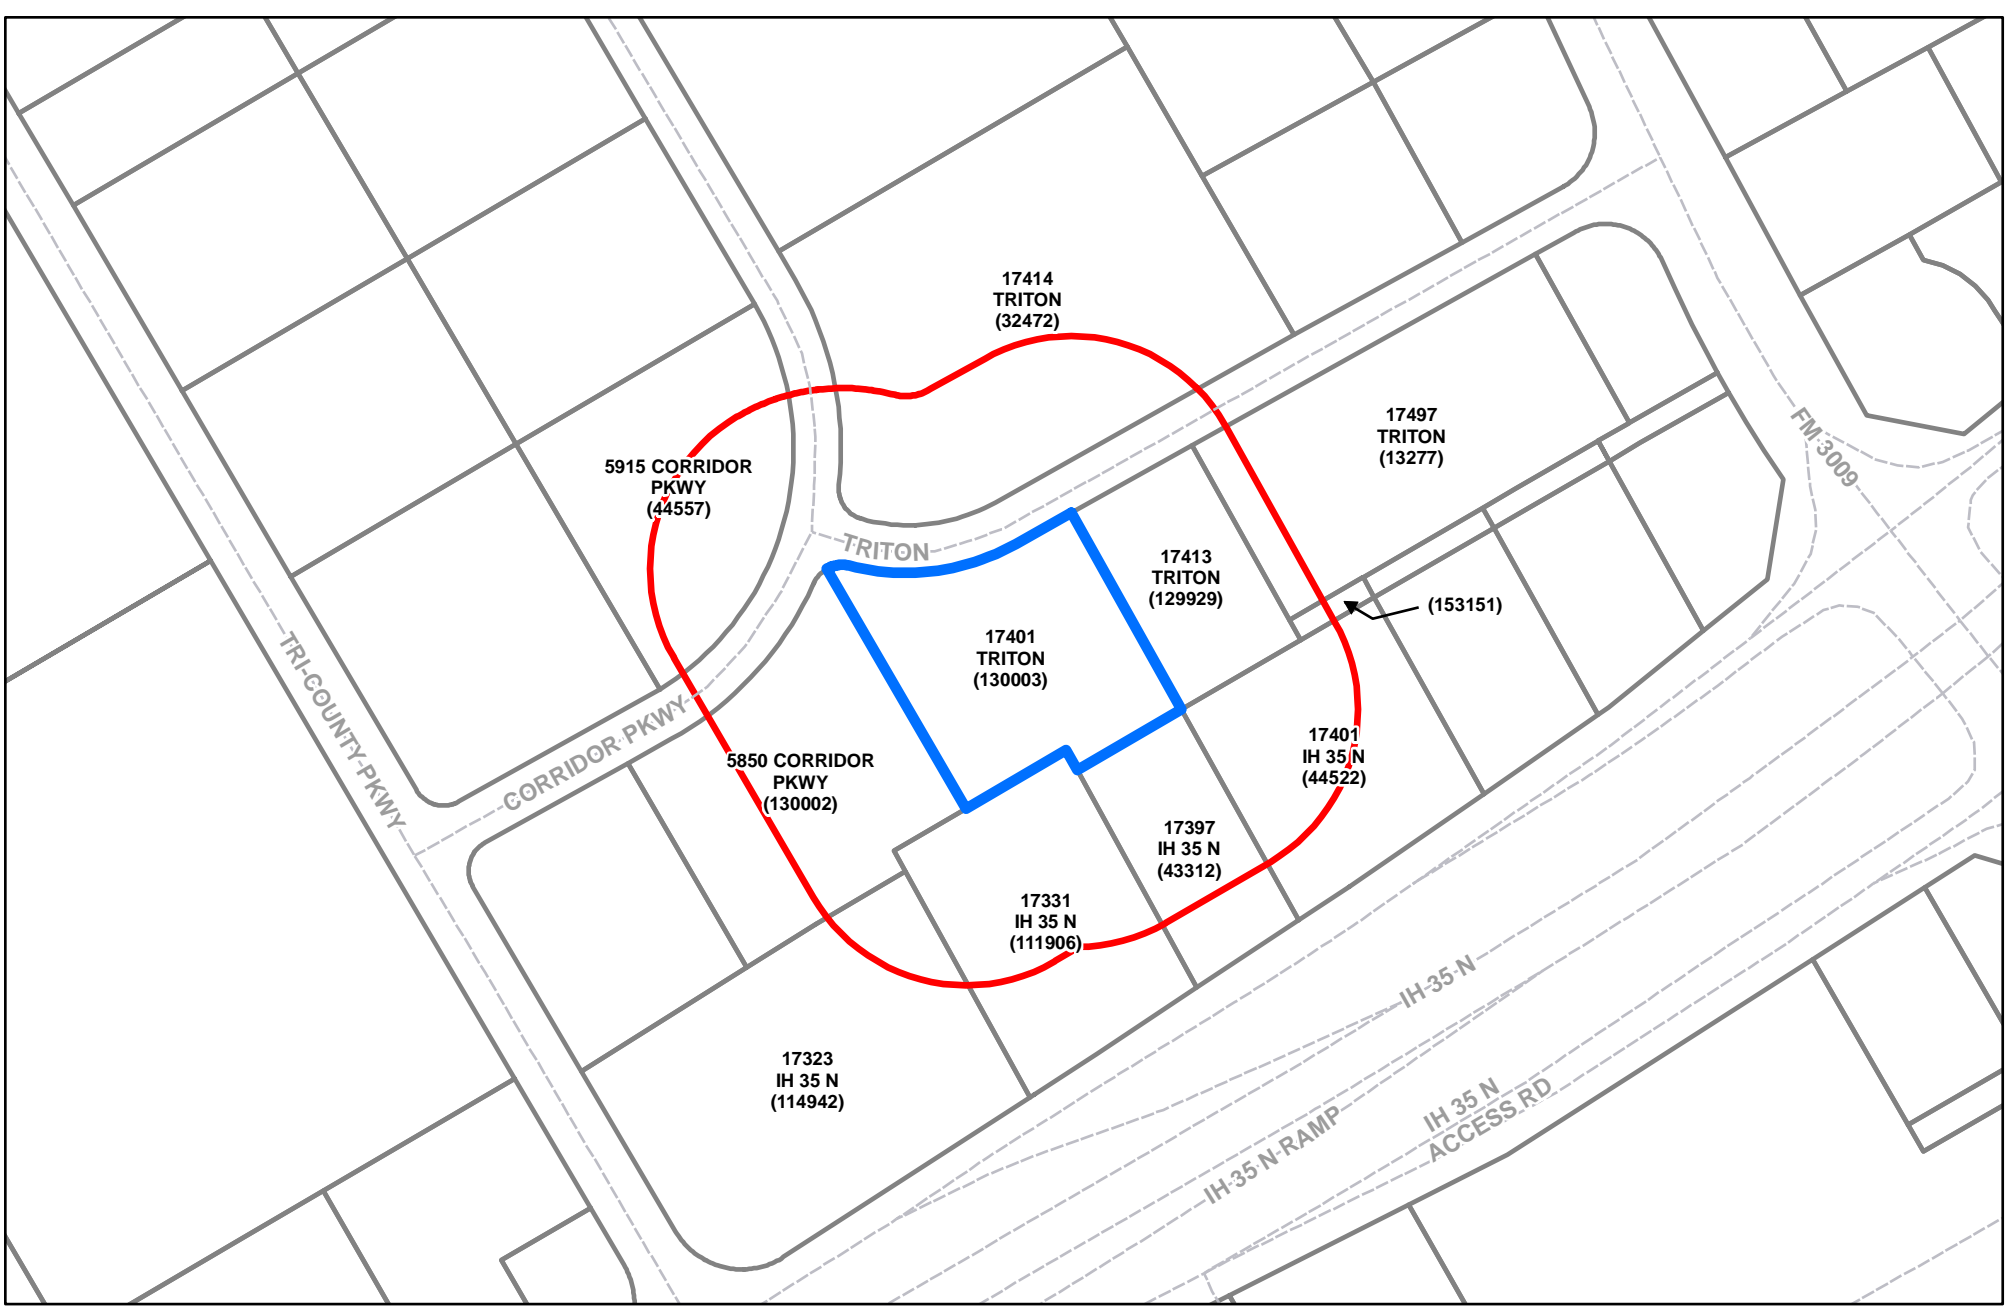 17414
TRITON
(32472)
17497
TRITON
(13277)
FM 3009
5915 CORRIDOR
PKWY
(44557)
TRITON
17413
TRITON
(129929)
(153151)
17401
TRITON
(130003)
TRI-COUNTY PKWY
CORRIDOR PKWY
5850 CORRIDOR
PKWY
(130002)
17401
IH 35 N
(44522)
17397
IH 35 N
(43312)
17331
IH 35 N
(111906)
IH 35 N
17323
IH 35 N
(114942)
IH 35 N RAMP
IH 35 N
ACCESS RD